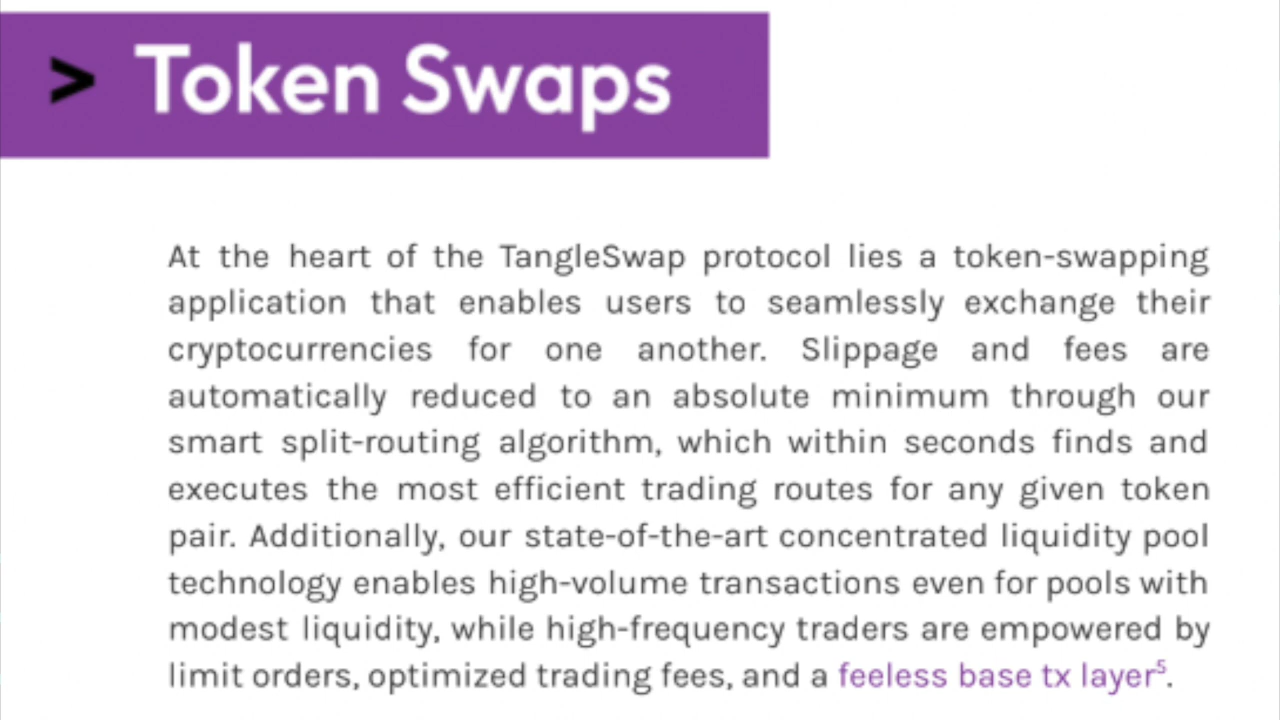 > Token Swaps
At the heart of the TangleSwap protocol lies a token-swapping
application that enables users to seamlessly exchange their
cryptocurrencies for one another. Slippage and fees are
automatically reduced to an absolute minimum through our
smart split-routing algorithm, which within seconds finds and
executes the most efficient trading routes for any given token
pair. Additionally, our state-of-the-art concentrated liquidity pool
technology enables high-volume transactions even for pools with
modest liquidity, while high-frequency traders are empowered by
limit orders, optimized trading fees, and a feeless base tx layer⁵.